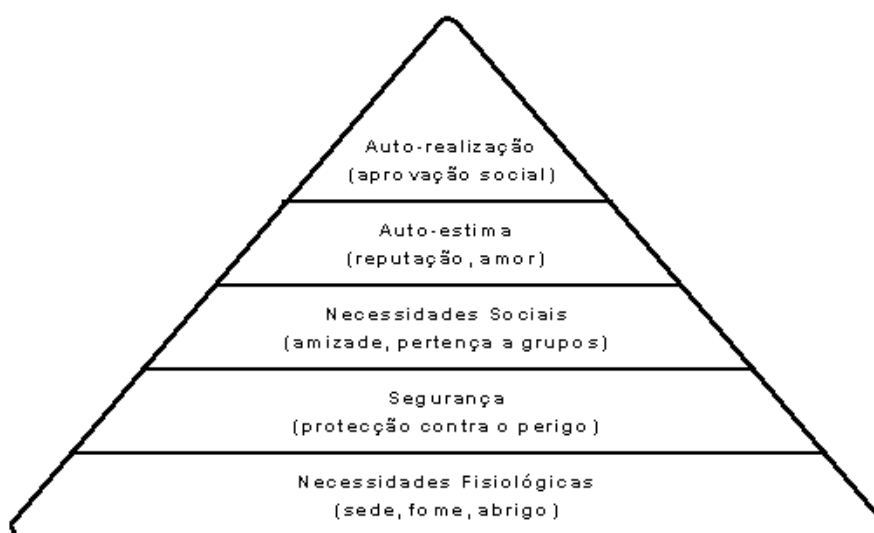 Auto-realização
(aprovação social)
Auto-estima
(reputação, amor)
Necessidades Sociais
(amizade, pertença a grupos)
Segurança
(protecção contra o perigo)
Necessidades Fisiológicas
(sede, fome, abrigo)